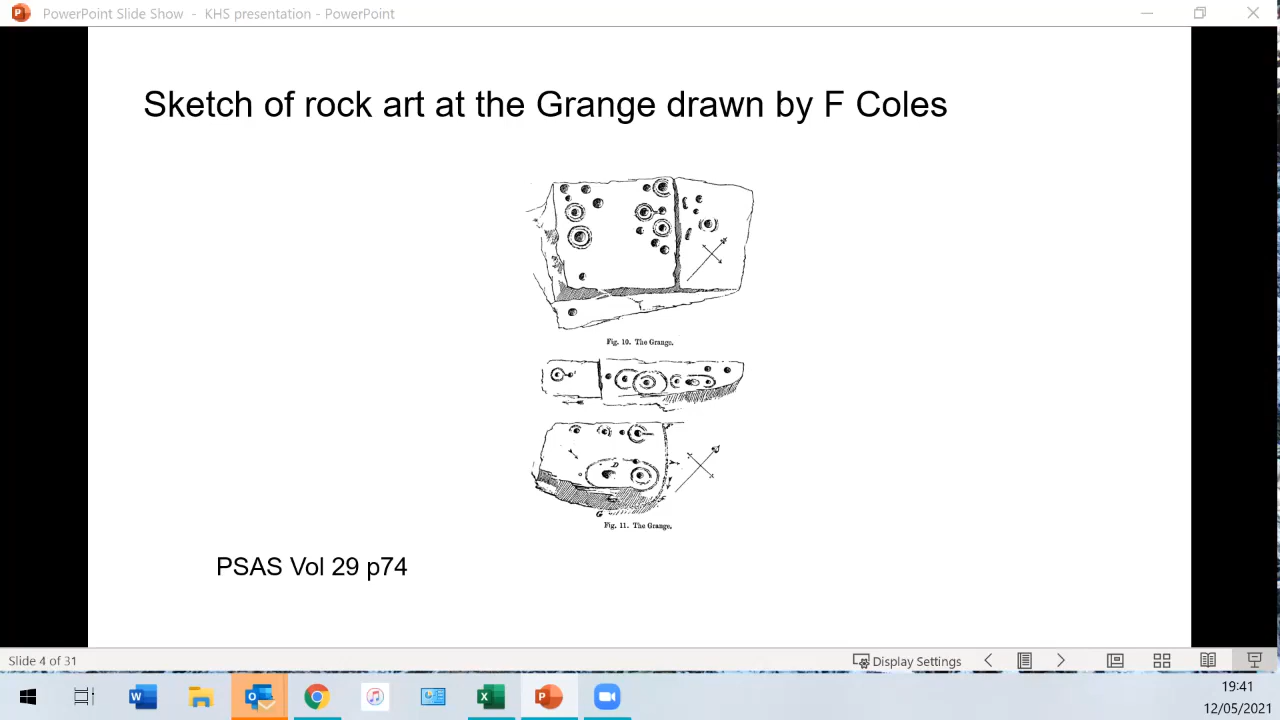 PowerPoint Slide Show - KHS presentation - PowerPoint
Sketch of rock art at the Grange drawn by F Coles
Fig. 10. The Grange.
G
Fig. 11. The Grange.
PSAS Vol 29 p74
Slide 4 of 31
Display Settings
19:41
12/05/2021